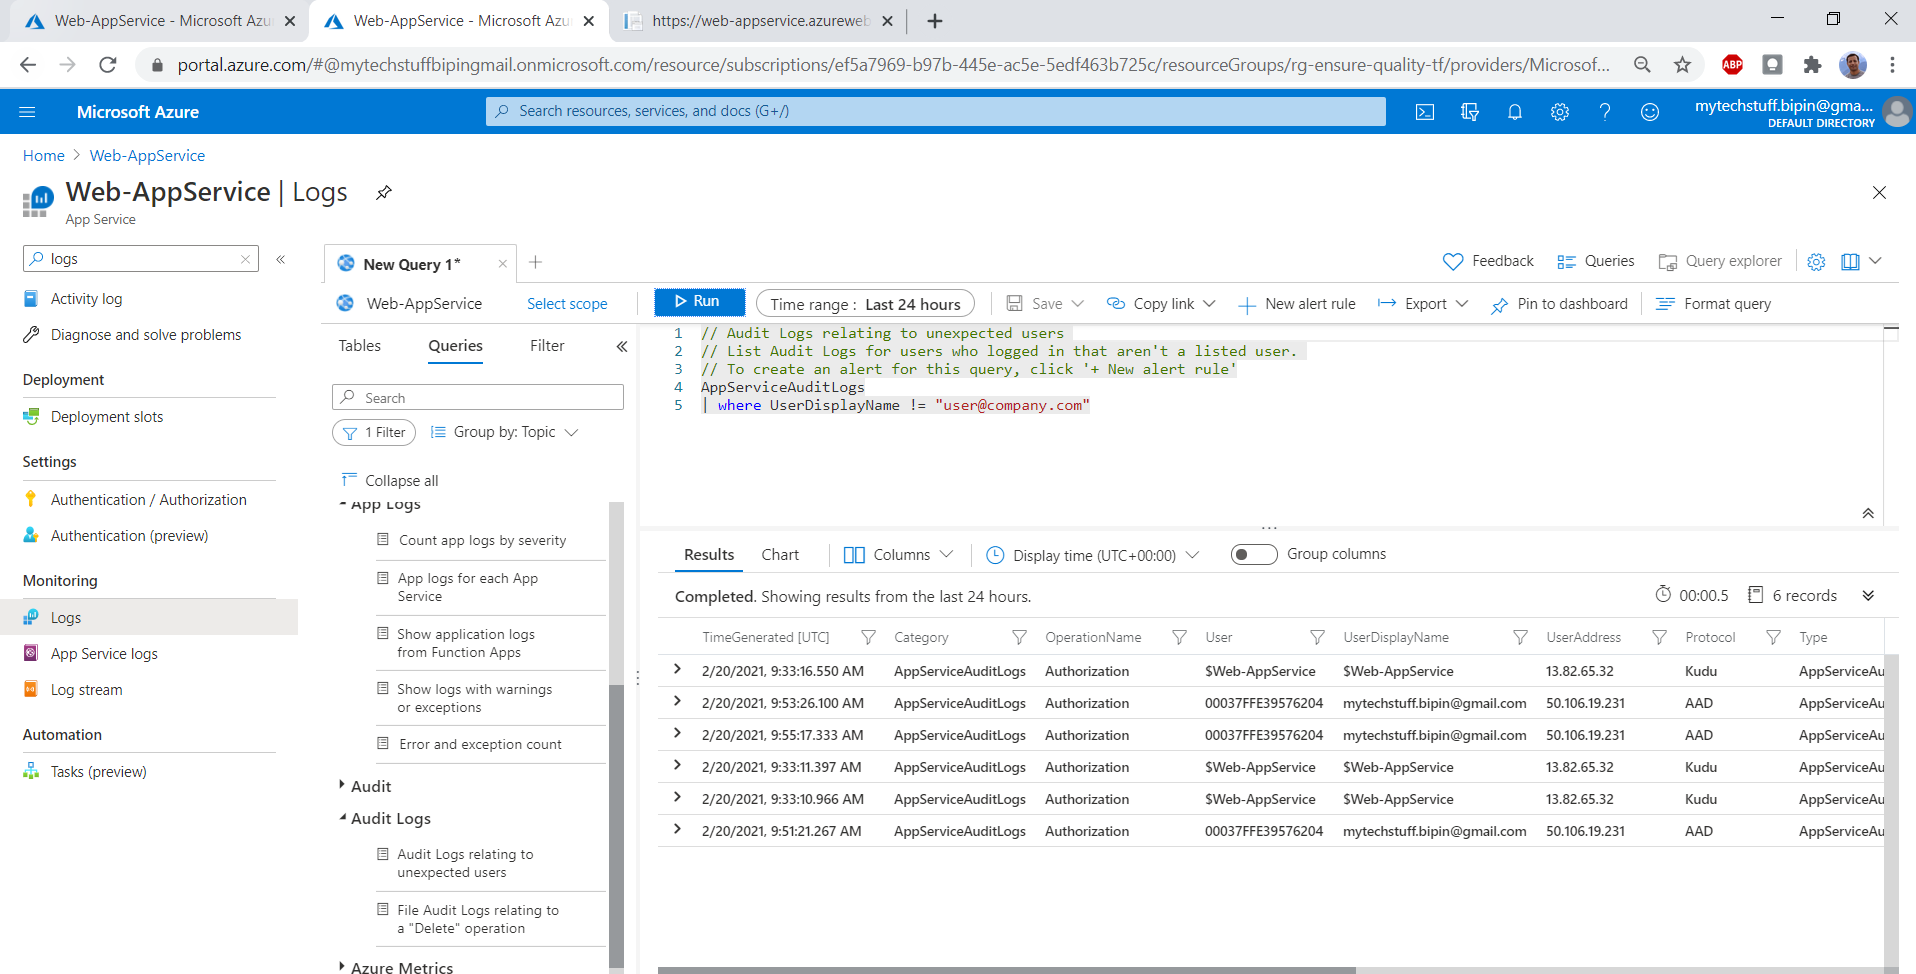 Web-AppService - Microsoft Azu
Web-AppService - Microsoft Azu
https://web-appservice.azureweb
portal.azure.com/#@mytechstuffbipingmail.onmicrosoft.com/resource/subscriptions/ef5a7969-b97b-445e-ac5e-5edf463b725c/resourceGroups/rg-ensure-quality-tf/providers/Microsof...
ABP
Microsoft Azure
Search resources, services, and docs (G+/)
mytechstuff.bipin@gma...
DEFAULT DIRECTORY
Home > Web-AppService
Web-AppService | Logs
App Service
logs
Activity log
Diagnose and solve problems
Deployment
Deployment slots
Settings
Authentication / Authorization
Authentication (preview)
Monitoring
Logs
App Service logs
Log stream
Automation
Tasks (preview)
New Query 1*
Feedback
Queries
Query explorer
Web-AppService
Select scope
Run
Time range : Last 24 hours
Save
Copy link
New alert rule
Export
Pin to dashboard
Format query
Tables
Queries
Filter
Search
1 Filter
Group by: Topic
Collapse all
App Logs
Count app logs by severity
App logs for each App
Service
Show application logs
from Function Apps
Show logs with warnings
or exceptions
Error and exception count
Audit
Audit Logs
Audit Logs relating to
unexpected users
File Audit Logs relating to
a "Delete" operation
Azure Metrics
1 // Audit Logs relating to unexpected users
2 // List Audit Logs for users who logged in that aren't a listed user.
3 // To create an alert for this query, click '+ New alert rule'
4 AppServiceAuditLogs
5 | where UserDisplayName != "user@company.com"
Results
Chart
Columns
Display time (UTC+00:00)
Group columns
Completed. Showing results from the last 24 hours.
00:00.5
6 records
TimeGenerated [UTC] Category OperationName User UserDisplayName UserAddress Protocol Type
2/20/2021, 9:33:16.550 AM AppServiceAuditLogs Authorization $Web-AppService $Web-AppService 13.82.65.32 Kudu AppServiceAu
2/20/2021, 9:53:26.100 AM AppServiceAuditLogs Authorization 00037FFE39576204 mytechstuff.bipin@gmail.com 50.106.19.231 AAD AppServiceAu
2/20/2021, 9:55:17.333 AM AppServiceAuditLogs Authorization 00037FFE39576204 mytechstuff.bipin@gmail.com 50.106.19.231 AAD AppServiceAu
2/20/2021, 9:33:11.397 AM AppServiceAuditLogs Authorization $Web-AppService $Web-AppService 13.82.65.32 Kudu AppServiceAu
2/20/2021, 9:33:10.966 AM AppServiceAuditLogs Authorization $Web-AppService $Web-AppService 13.82.65.32 Kudu AppServiceAu
2/20/2021, 9:51:21.267 AM AppServiceAuditLogs Authorization 00037FFE39576204 mytechstuff.bipin@gmail.com 50.106.19.231 AAD AppServiceAu